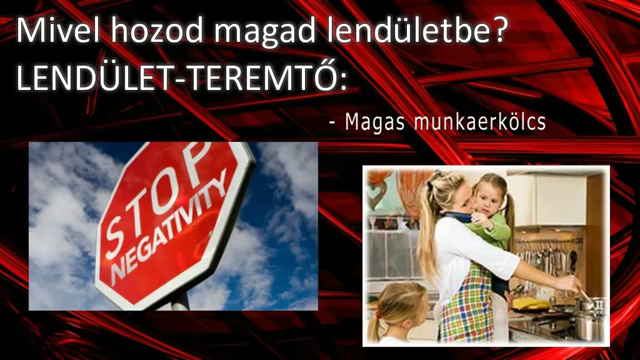 Mivel hozod magad lendületbe?
LENDÜLET-TEREMTŐ:
- Magas munkaerkölcs
STOP
NEGATIVITY